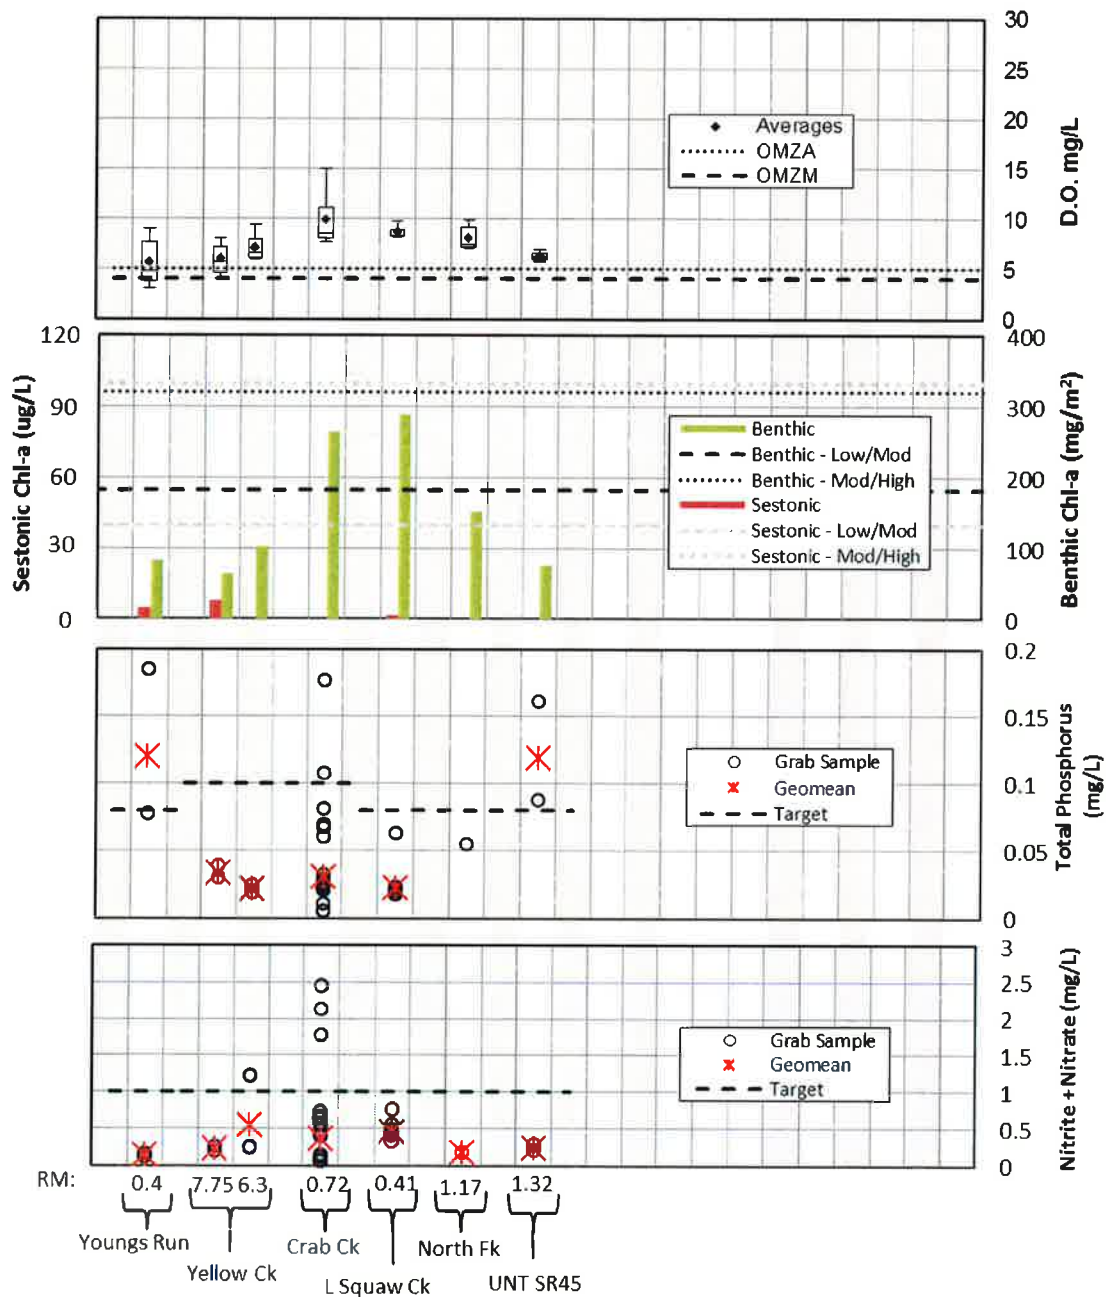 30
25
20
15
10
5
0
D.O. mg/L
Averages
OMZA
OMZM
120
90
60
30
0
Sestonic Chl-a (ug/L)
400
300
200
100
0
Benthic Chl-a (mg/m²)
Benthic
Benthic - Low/Mod
Benthic - Mod/High
Sestonic
Sestonic - Low/Mod
Sestonic - Mod/High
0.2
0.15
0.1
0.05
0
Total Phosphorus
(mg/L)
Grab Sample
Geomean
Target
3
2.5
2
1.5
1
0.5
0
Nitrite + Nitrate (mg/L)
Grab Sample
Geomean
Target
RM: 0.4 7.75 6.3 0.72 0.41 1.17 1.32
Youngs Run Crab Ck North Fk
Yellow Ck L Squaw Ck UNT SR45